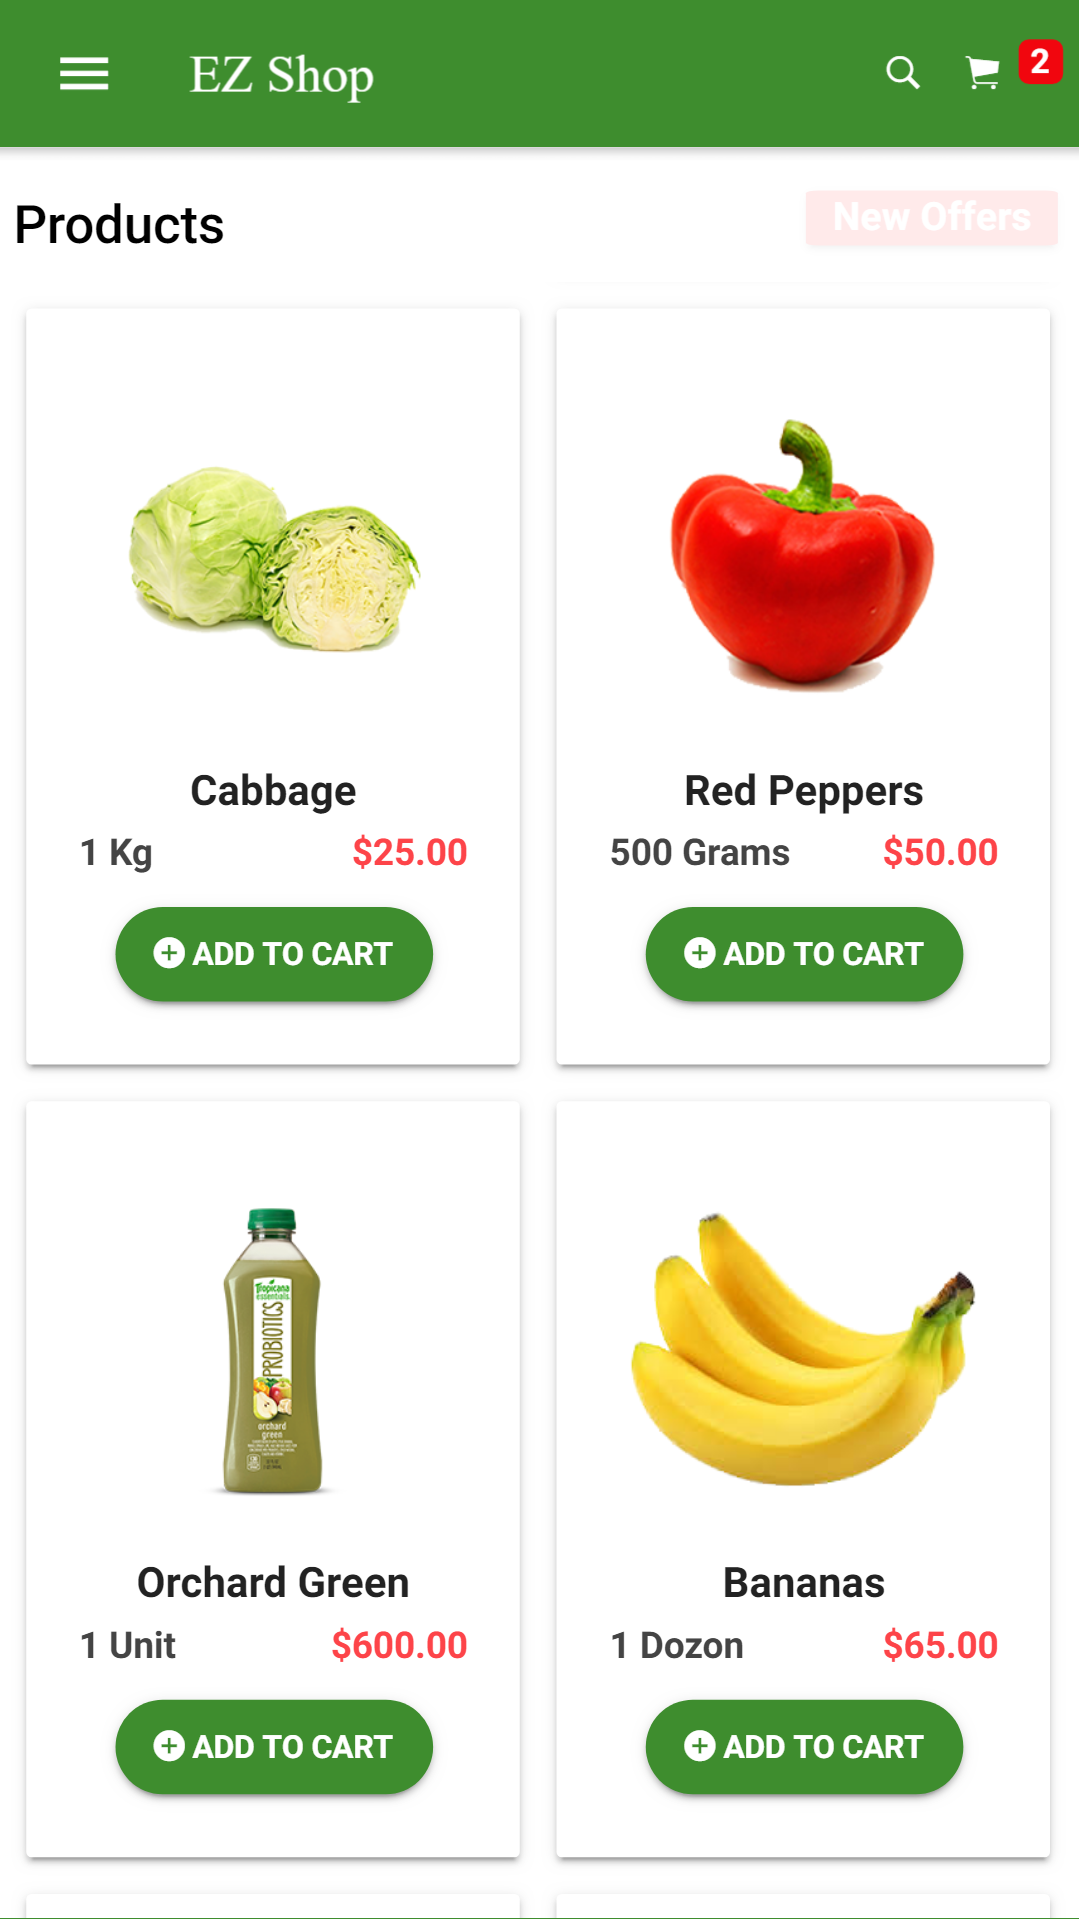 EZ Shop
2
Products
New Offers
Cabbage
1 Kg $25.00
ADD TO CART
Red Peppers
500 Grams $50.00
ADD TO CART
Tropicana
essentials
PROBIOTICS
orchard
green
Orchard Green
1 Unit $600.00
ADD TO CART
Bananas
1 Dozon $65.00
ADD TO CART